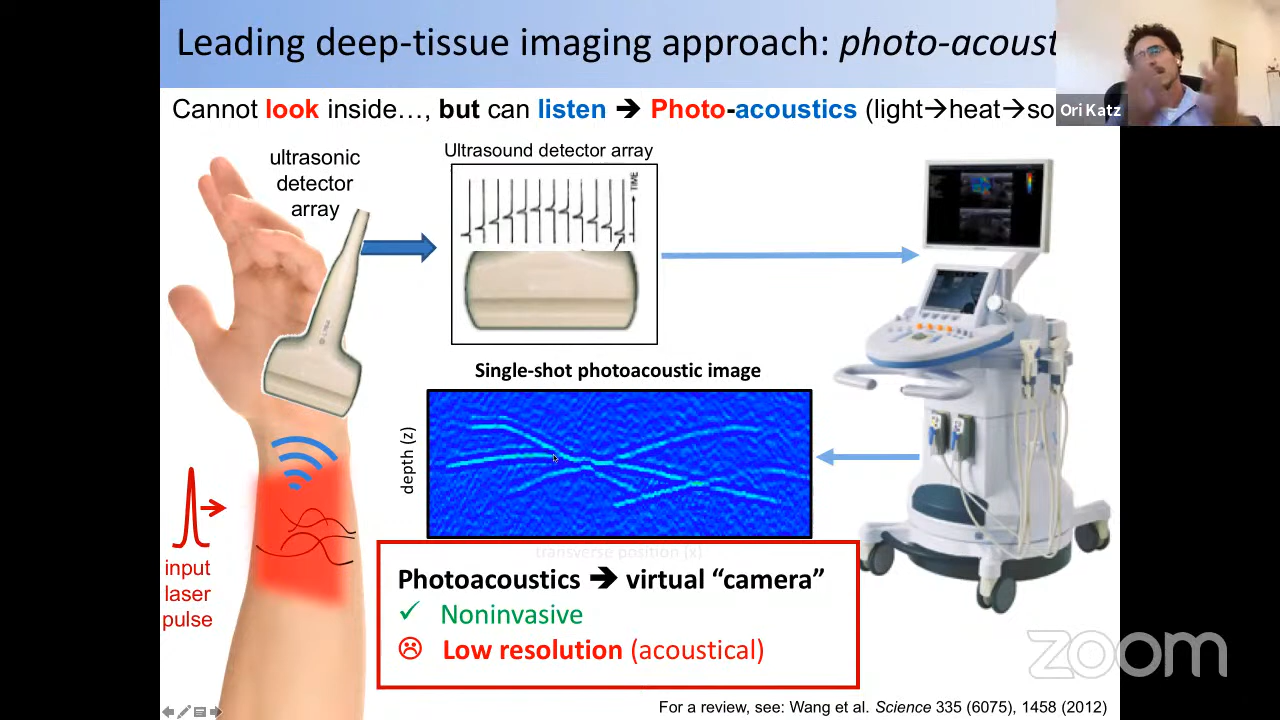 Leading deep-tissue imaging approach: photo-acoust
Cannot look inside…, but can listen ➔ Photo-acoustics (light→heat→so
Ori Katz
ultrasonic
detector
array
Ultrasound detector array
TIME
Single-shot photoacoustic image
depth (z)
transverse position (x)
input
laser
pulse
Photoacoustics ➔ virtual “camera”
✓ Noninvasive
☹ Low resolution (acoustical)
zoom
For a review, see: Wang et al. Science 335 (6075), 1458 (2012)